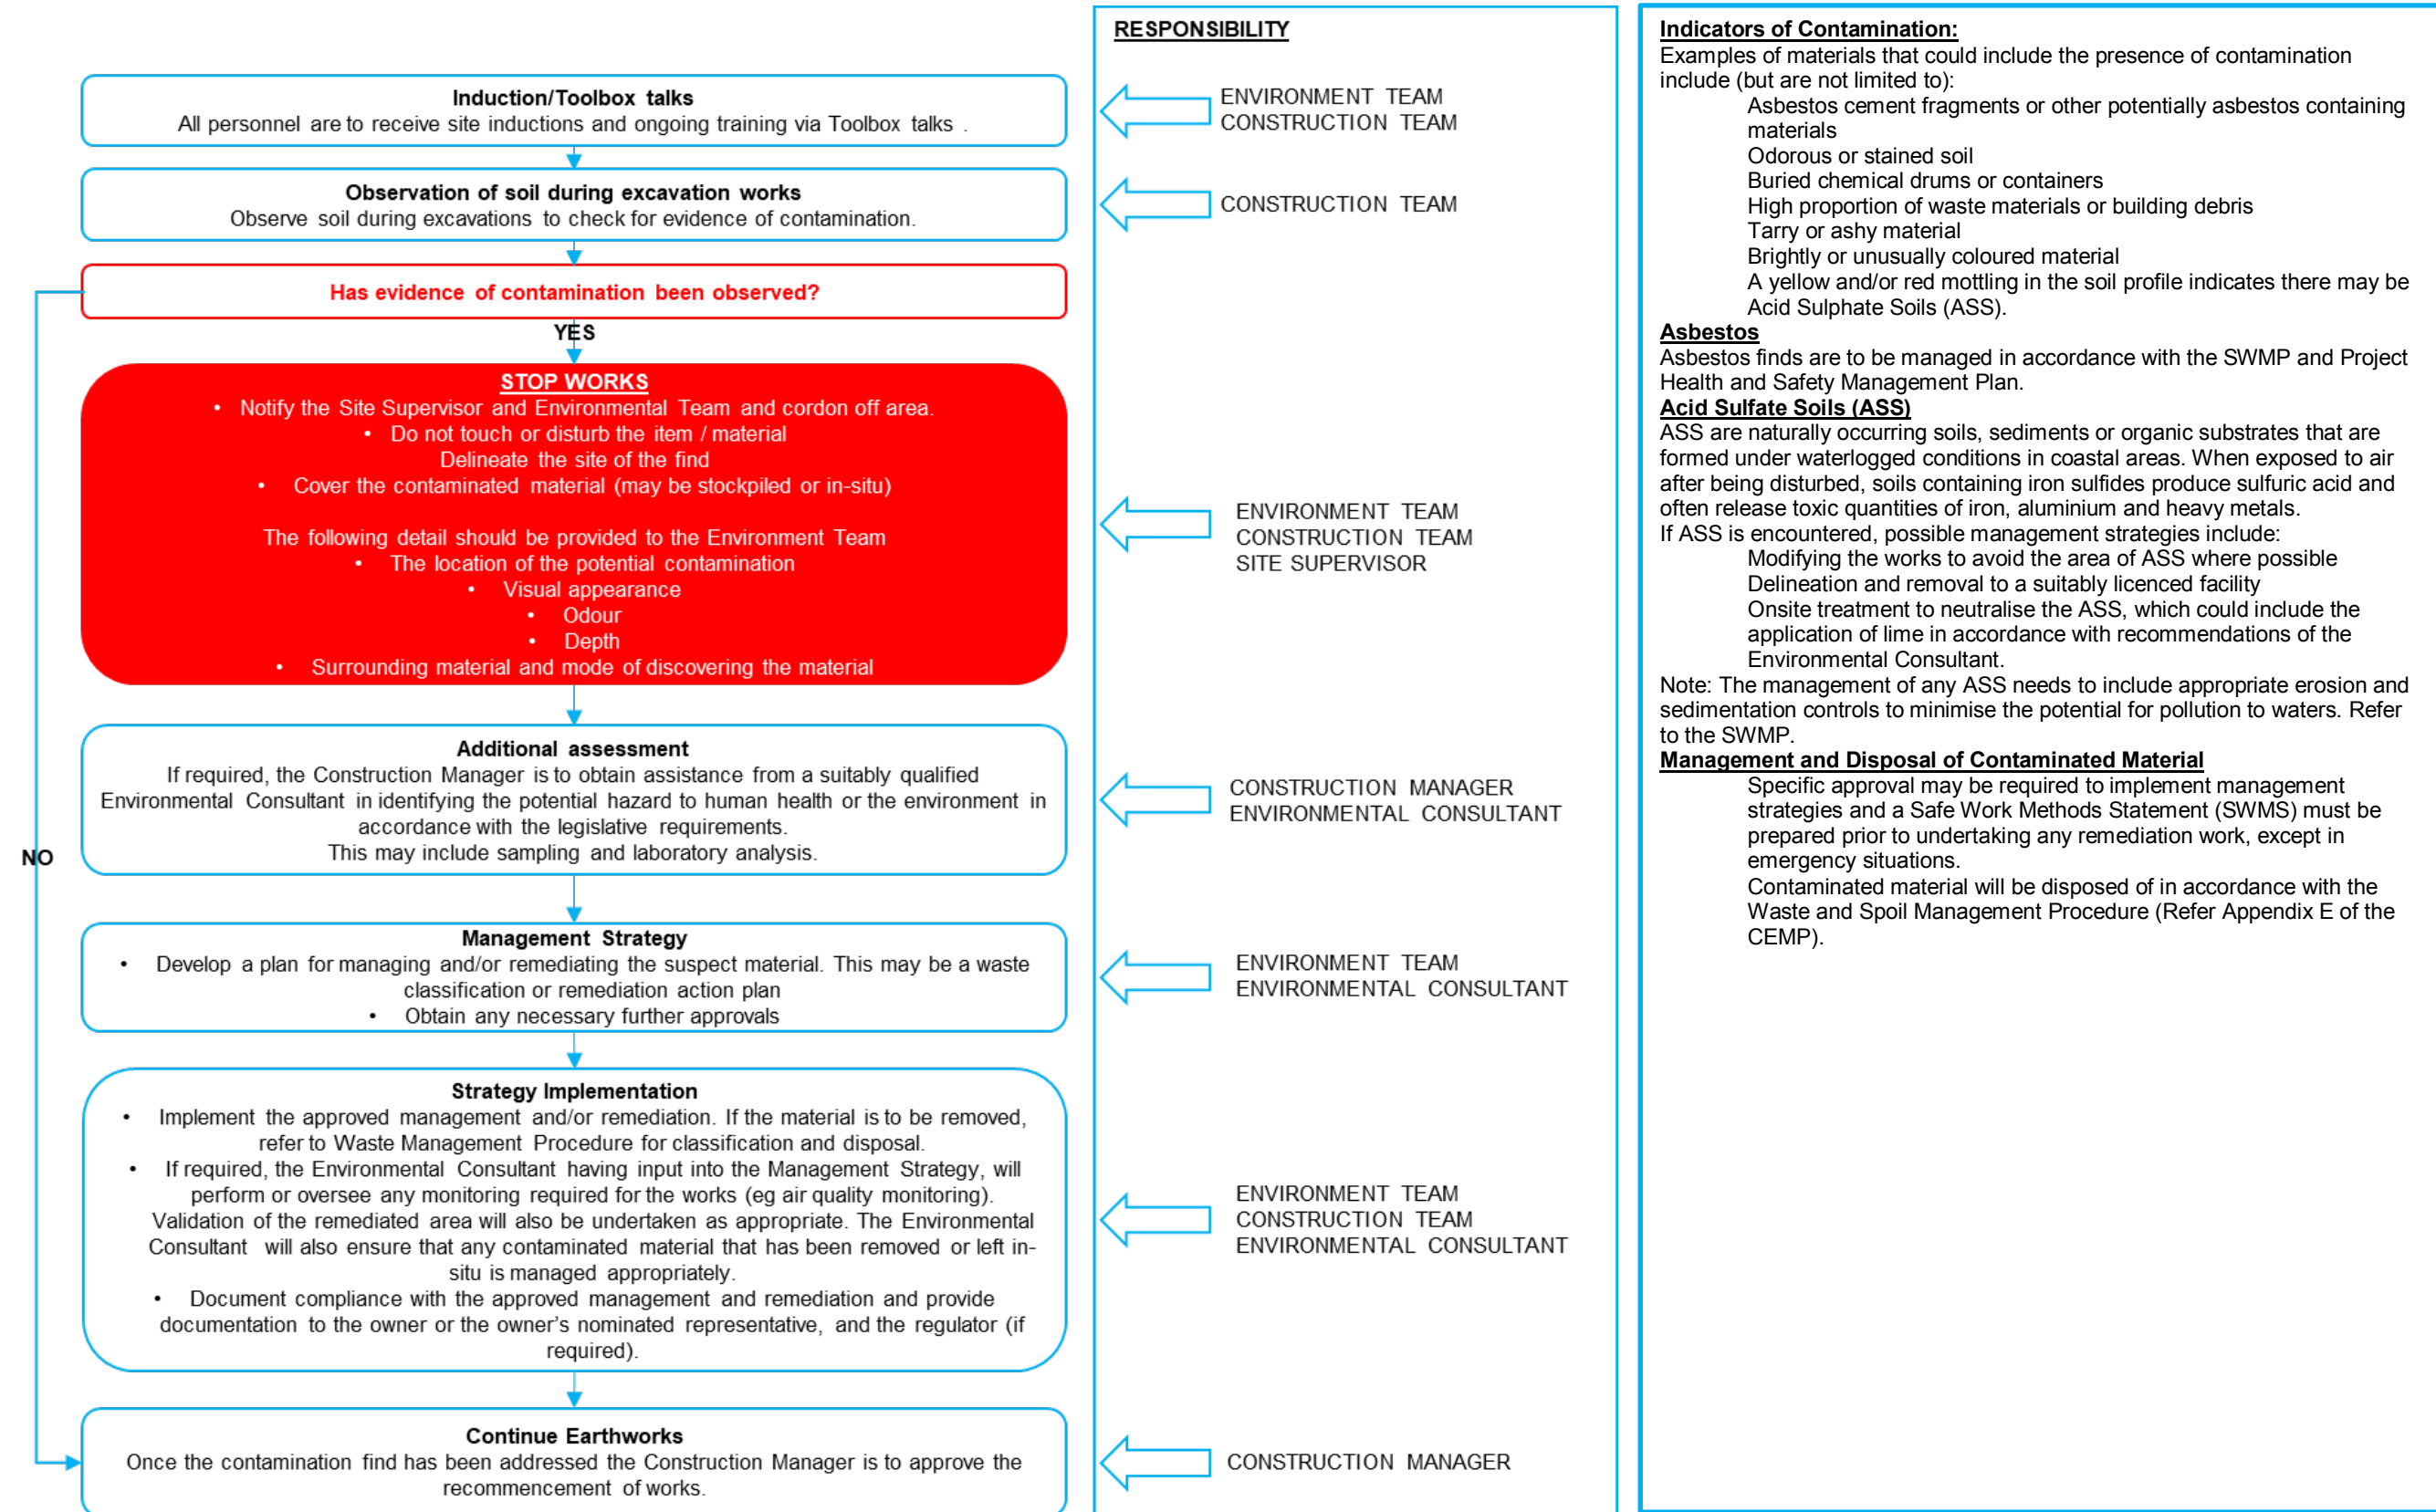 Induction/Toolbox talks
All personnel are to receive site inductions and ongoing training via Toolbox talks .
Observation of soil during excavation works
Observe soil during excavations to check for evidence of contamination.
Has evidence of contamination been observed?
YES
NO
STOP WORKS
• Notify the Site Supervisor and Environmental Team and cordon off area.
• Do not touch or disturb the item / material
Delineate the site of the find
• Cover the contaminated material (may be stockpiled or in-situ)
The following detail should be provided to the Environment Team
• The location of the potential contamination
• Visual appearance
• Odour
• Depth
• Surrounding material and mode of discovering the material
Additional assessment
If required, the Construction Manager is to obtain assistance from a suitably qualified
Environmental Consultant in identifying the potential hazard to human health or the environment in
accordance with the legislative requirements.
This may include sampling and laboratory analysis.
Management Strategy
• Develop a plan for managing and/or remediating the suspect material. This may be a waste
classification or remediation action plan
• Obtain any necessary further approvals
Strategy Implementation
• Implement the approved management and/or remediation. If the material is to be removed,
refer to Waste Management Procedure for classification and disposal.
• If required, the Environmental Consultant having input into the Management Strategy, will
perform or oversee any monitoring required for the works (eg air quality monitoring).
Validation of the remediated area will also be undertaken as appropriate. The Environmental
Consultant will also ensure that any contaminated material that has been removed or left in-
situ is managed appropriately.
• Document compliance with the approved management and remediation and provide
documentation to the owner or the owner's nominated representative, and the regulator (if
required).
Continue Earthworks
Once the contamination find has been addressed the Construction Manager is to approve the
recommencement of works.
RESPONSIBILITY
ENVIRONMENT TEAM
CONSTRUCTION TEAM
CONSTRUCTION TEAM
ENVIRONMENT TEAM
CONSTRUCTION TEAM
SITE SUPERVISOR
CONSTRUCTION MANAGER
ENVIRONMENTAL CONSULTANT
ENVIRONMENT TEAM
ENVIRONMENTAL CONSULTANT
ENVIRONMENT TEAM
CONSTRUCTION TEAM
ENVIRONMENTAL CONSULTANT
CONSTRUCTION MANAGER
Indicators of Contamination:
Examples of materials that could include the presence of contamination
include (but are not limited to):
Asbestos cement fragments or other potentially asbestos containing
materials
Odorous or stained soil
Buried chemical drums or containers
High proportion of waste materials or building debris
Tarry or ashy material
Brightly or unusually coloured material
A yellow and/or red mottling in the soil profile indicates there may be
Acid Sulphate Soils (ASS).
Asbestos
Asbestos finds are to be managed in accordance with the SWMP and Project
Health and Safety Management Plan.
Acid Sulfate Soils (ASS)
ASS are naturally occurring soils, sediments or organic substrates that are
formed under waterlogged conditions in coastal areas. When exposed to air
after being disturbed, soils containing iron sulfides produce sulfuric acid and
often release toxic quantities of iron, aluminium and heavy metals.
If ASS is encountered, possible management strategies include:
Modifying the works to avoid the area of ASS where possible
Delineation and removal to a suitably licenced facility
Onsite treatment to neutralise the ASS, which could include the
application of lime in accordance with recommendations of the
Environmental Consultant.
Note: The management of any ASS needs to include appropriate erosion and
sedimentation controls to minimise the potential for pollution to waters. Refer
to the SWMP.
Management and Disposal of Contaminated Material
Specific approval may be required to implement management
strategies and a Safe Work Methods Statement (SWMS) must be
prepared prior to undertaking any remediation work, except in
emergency situations.
Contaminated material will be disposed of in accordance with the
Waste and Spoil Management Procedure (Refer Appendix E of the
CEMP).